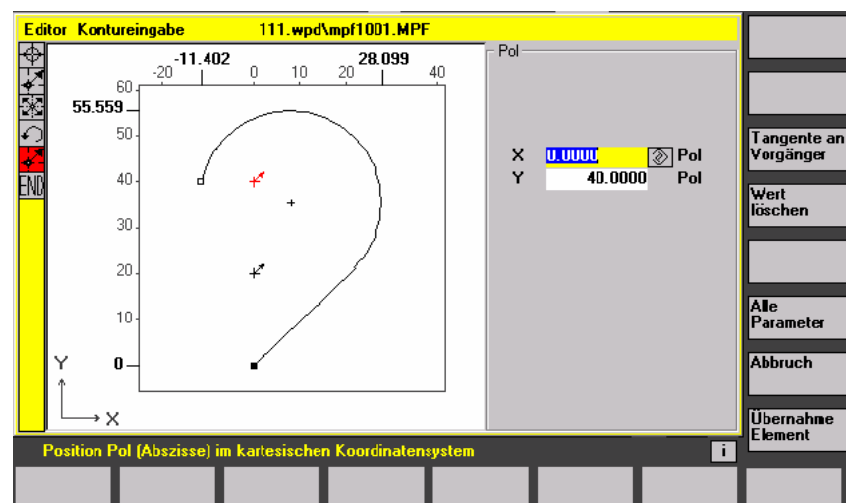 Editor Kontureingabe 111.wpd\mpf1001.MPF
-11.402 28.099
-20 0 10 20 40
60
55.559
50
40
30
20
10
0
Y
X
END
Pol
X 0.0000 Pol
Y 40.0000 Pol
Tangente an
Vorgänger
Wert
löschen
Alle
Parameter
Abbruch
Übernahme
Element
Position Pol (Abszisse) im kartesischen Koordinatensystem
i